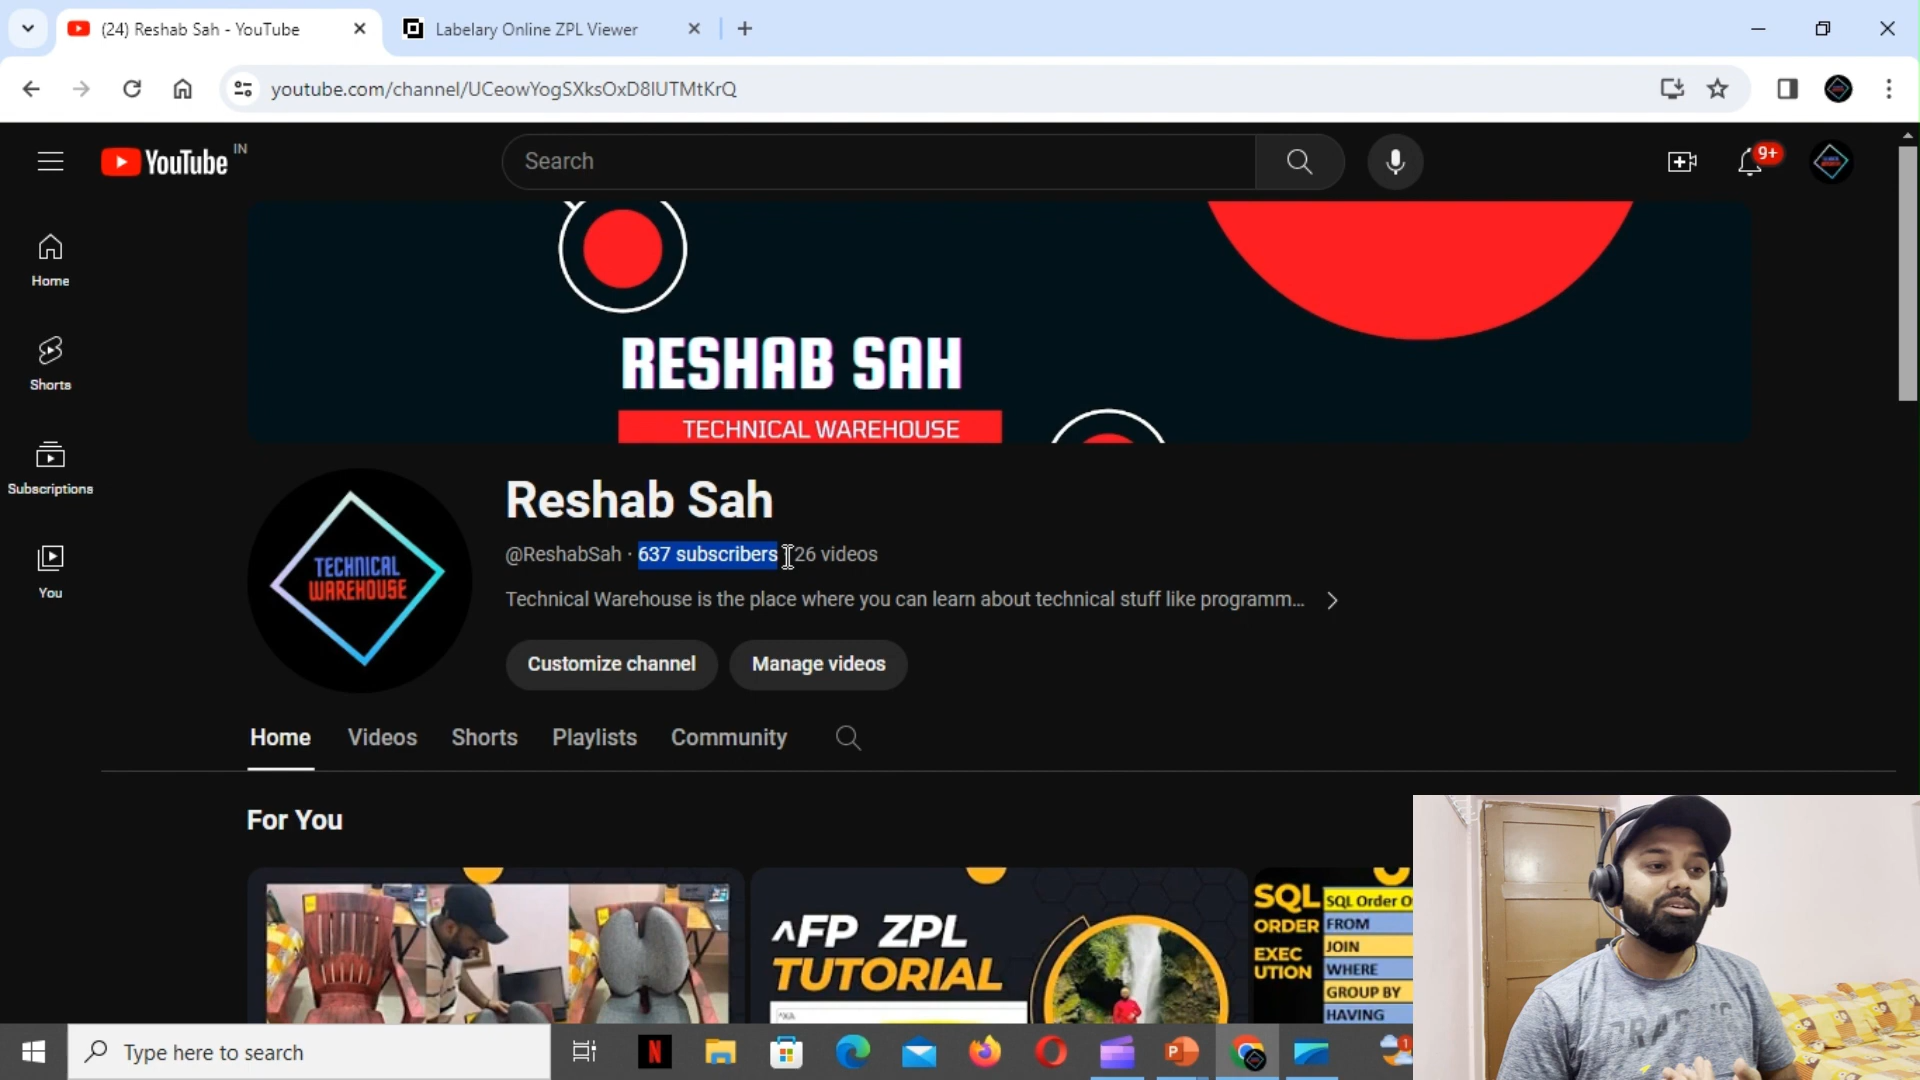 (24) Reshab Sah - YouTube
Labelary Online ZPL Viewer
youtube.com/channel/UCeowYogSXksOxD8IUTMtKrQ
YouTube IN
Search
9+
Home
Shorts
Subscriptions
You
RESHAB SAH
TECHNICAL WAREHOUSE
TECHNICAL
WAREHOUSE
Reshab Sah
@ReshabSah · 637 subscribers 26 videos
Technical Warehouse is the place where you can learn about technical stuff like programm...
Customize channel
Manage videos
Home
Videos
Shorts
Playlists
Community
For You
^FP ZPL
TUTORIAL
^XA
SQL
ORDER
EXEC
UTION
SQL Order O
FROM
JOIN
WHERE
GROUP BY
HAVING
Type here to search
1